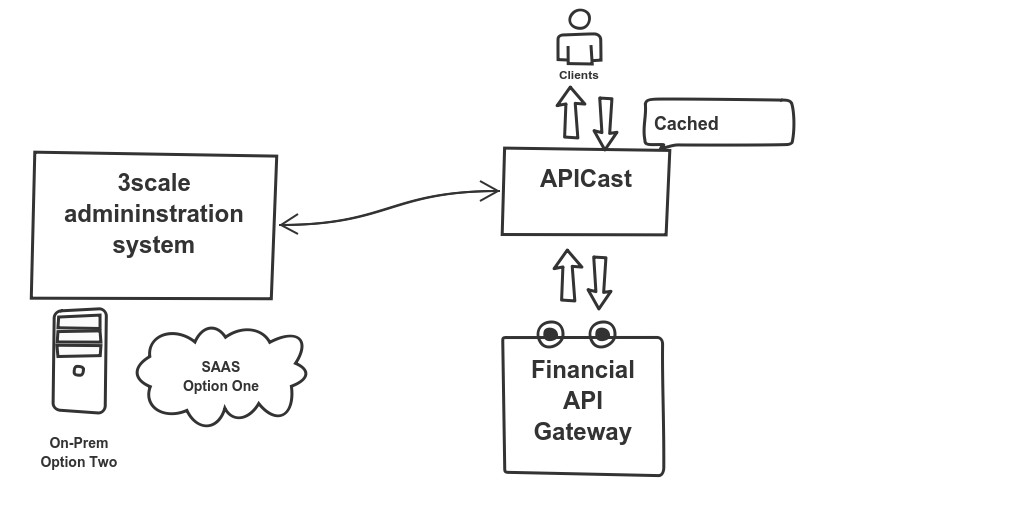 Clients
Cached
APICast
3scale
admininstration
system
Financial
API
Gateway
SAAS
Option One
On-Prem
Option Two